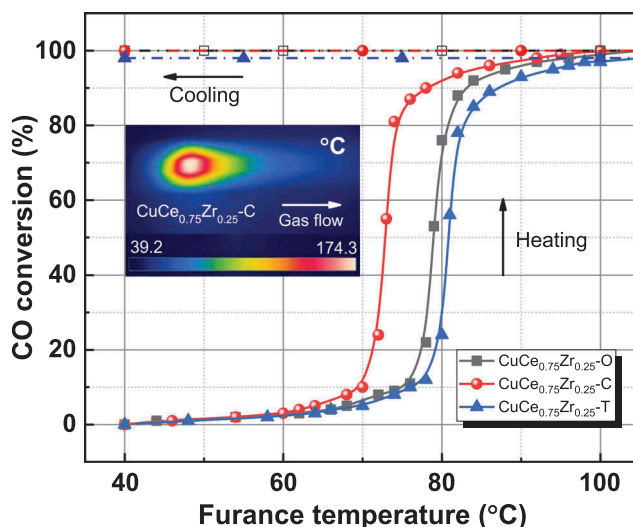 CO conversion (%)
100
80
60
40
20
0
Cooling
°C
CuCe0.75Zr0.25-C
Gas flow
39.2
174.3
Heating
CuCe0.75Zr0.25-O
CuCe0.75Zr0.25-C
CuCe0.75Zr0.25-T
40
60
80
100
Furance temperature (°C)